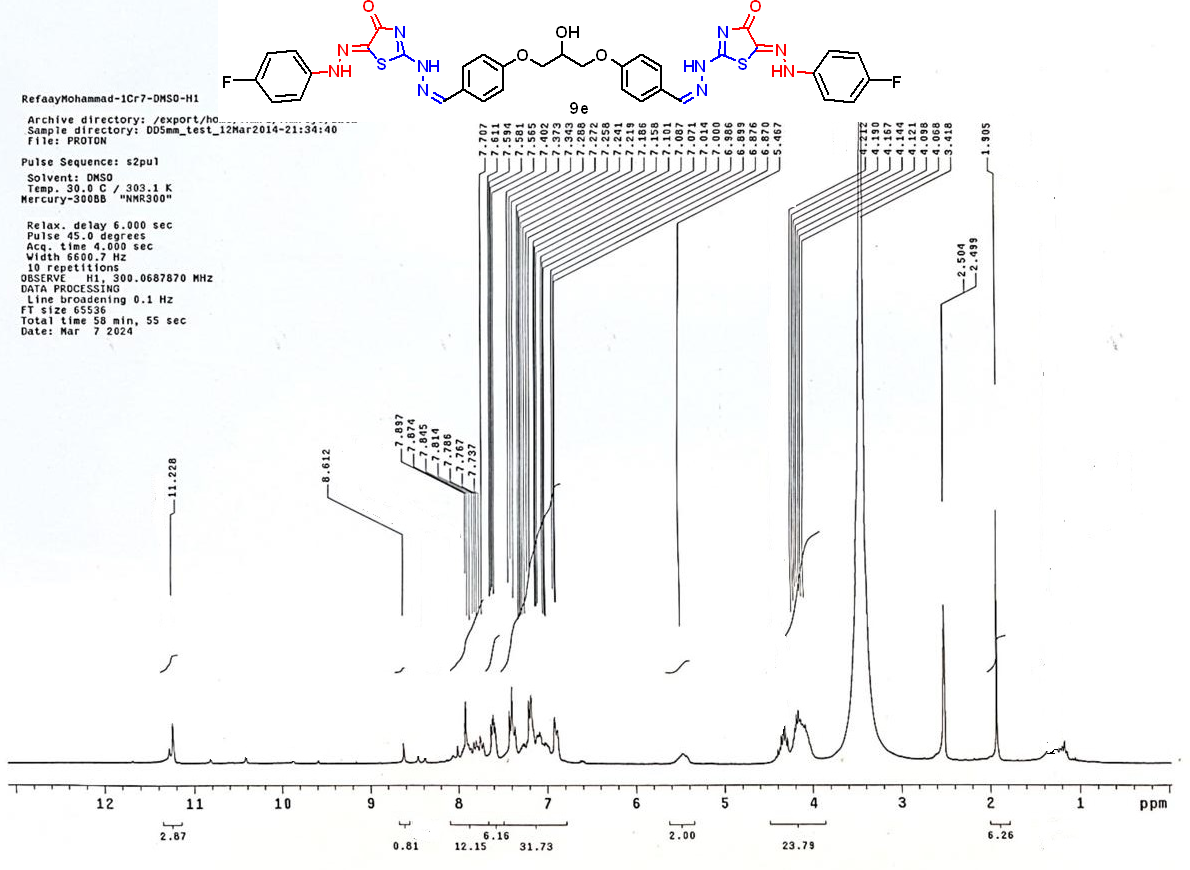 O
OH
O
N
O
O
N
N
S
NH
NH
S
N
F
NH
N
N
HN
F
9e
RefaayMohammad-1Cr7-DMSO-H1
Archive directory: /export/ho
Sample directory: DD5mm_test_12Mar2014-21:34:40
File: PROTON
Pulse Sequence: s2pul
Solvent: DMSO
Temp. 30.0 C / 303.1 K
Mercury-300BB "NMR300"
Relax. delay 6.000 sec
Pulse 45.0 degrees
Acq. time 4.000 sec
Width 6600.7 Hz
10 repetitions
OBSERVE H1, 300.0687870 MHz
DATA PROCESSING
Line broadening 0.1 Hz
FT size 65536
Total time 58 min, 55 sec
Date: Mar 7 2024
11.228
8.612
7.897
7.874
7.845
7.814
7.786
7.767
7.737
7.707
7.611
7.594
7.581
7.565
7.402
7.373
7.343
7.288
7.272
7.258
7.241
7.219
7.186
7.158
7.101
7.087
7.071
7.014
7.000
6.986
6.899
6.876
6.870
5.467
4.212
4.190
4.167
4.144
4.121
4.098
4.068
3.418
2.504
2.499
1.905
12 11 10 9 8 7 6 5 4 3 2 1 ppm
2.87
0.81
12.15
6.16
31.73
2.00
23.79
6.26